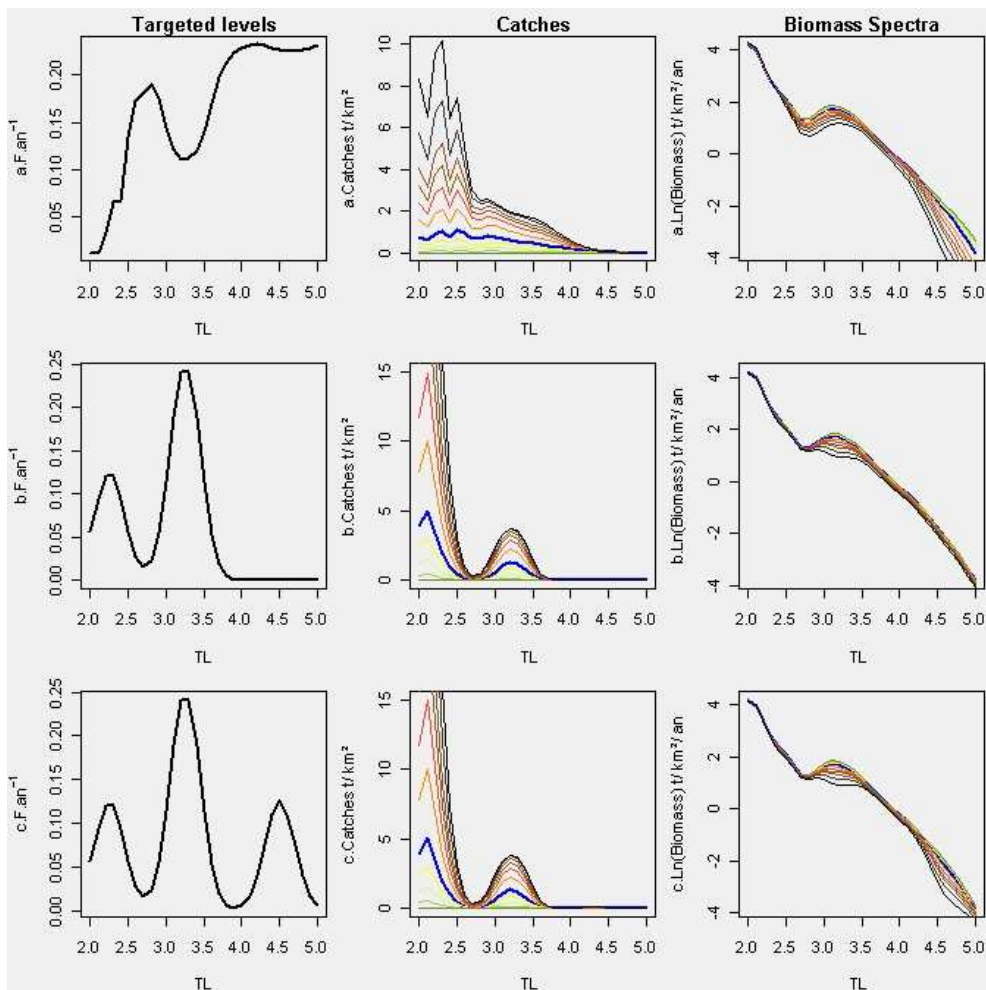 Targeted levels
Catches
Biomass Spectra
a.F.an⁻¹
0.05 0.10 0.15 0.20
2.0 2.5 3.0 3.5 4.0 4.5 5.0
TL
a.Catches t/ km²
0 2 4 6 8 10
2.0 2.5 3.0 3.5 4.0 4.5 5.0
TL
a.Ln(Biomass) t/ km²/ an
-4 -2 0 2 4
2.0 2.5 3.0 3.5 4.0 4.5 5.0
TL
b.F.an⁻¹
0.00 0.05 0.10 0.15 0.20 0.25
2.0 2.5 3.0 3.5 4.0 4.5 5.0
TL
b.Catches t/ km²
0 5 10 15
2.0 2.5 3.0 3.5 4.0 4.5 5.0
TL
b.Ln(Biomass) t/ km²/ an
-4 -2 0 2 4
2.0 2.5 3.0 3.5 4.0 4.5 5.0
TL
c.F.an⁻¹
0.00 0.05 0.10 0.15 0.20 0.25
2.0 2.5 3.0 3.5 4.0 4.5 5.0
TL
c.Catches t/ km²
0 5 10 15
2.0 2.5 3.0 3.5 4.0 4.5 5.0
TL
c.Ln(Biomass) t/ km²/ an
-4 -2 0 2 4
2.0 2.5 3.0 3.5 4.0 4.5 5.0
TL